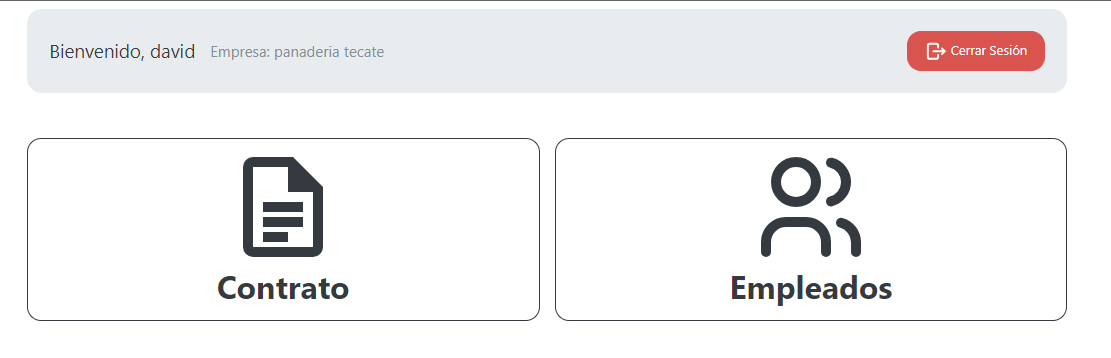 Bienvenido, david Empresa: panaderia tecate
Cerrar Sesión
Contrato
Empleados